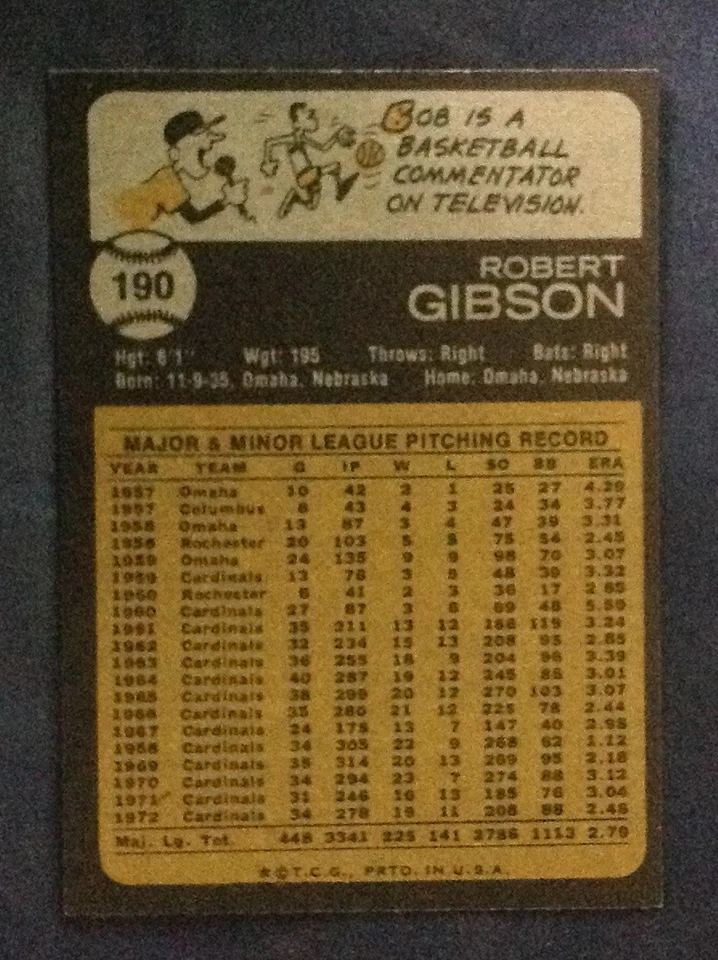 BOB IS A
BASKETBALL
COMMENTATOR
ON TELEVISION.
190
ROBERT
GIBSON
Hgt: 6'1" Wgt: 195 Throws: Right Bats: Right
Born: 11-9-35, Omaha, Nebraska Home: Omaha, Nebraska
MAJOR & MINOR LEAGUE PITCHING RECORD
YEAR TEAM G IP W L SO BB ERA
1957 Omaha 10 42 2 1 25 27 4.29
1957 Columbus 8 43 4 3 24 34 3.77
1958 Omaha 13 87 3 4 47 39 3.31
1958 Rochester 20 103 5 5 75 54 2.45
1959 Omaha 24 135 9 9 98 70 3.07
1959 Cardinals 13 76 3 5 48 39 3.32
1960 Rochester 6 41 2 3 36 17 2.85
1960 Cardinals 27 87 3 6 69 48 5.59
1961 Cardinals 35 211 13 12 166 119 3.24
1962 Cardinals 32 234 15 13 208 95 2.85
1963 Cardinals 36 255 18 9 204 96 3.39
1964 Cardinals 40 287 19 12 245 86 3.01
1965 Cardinals 38 299 20 12 270 103 3.07
1966 Cardinals 35 280 21 12 225 78 2.44
1967 Cardinals 24 175 13 7 147 40 2.98
1968 Cardinals 34 305 22 9 268 62 1.12
1969 Cardinals 35 314 20 13 269 95 2.18
1970 Cardinals 34 294 23 7 274 88 3.12
1971 Cardinals 31 246 16 13 185 76 3.04
1972 Cardinals 34 278 19 11 208 88 2.46
Maj. Lg. Tot. 448 3341 225 141 2786 1113 2.79
*©T.C.G., PRTD. IN U.S.A.